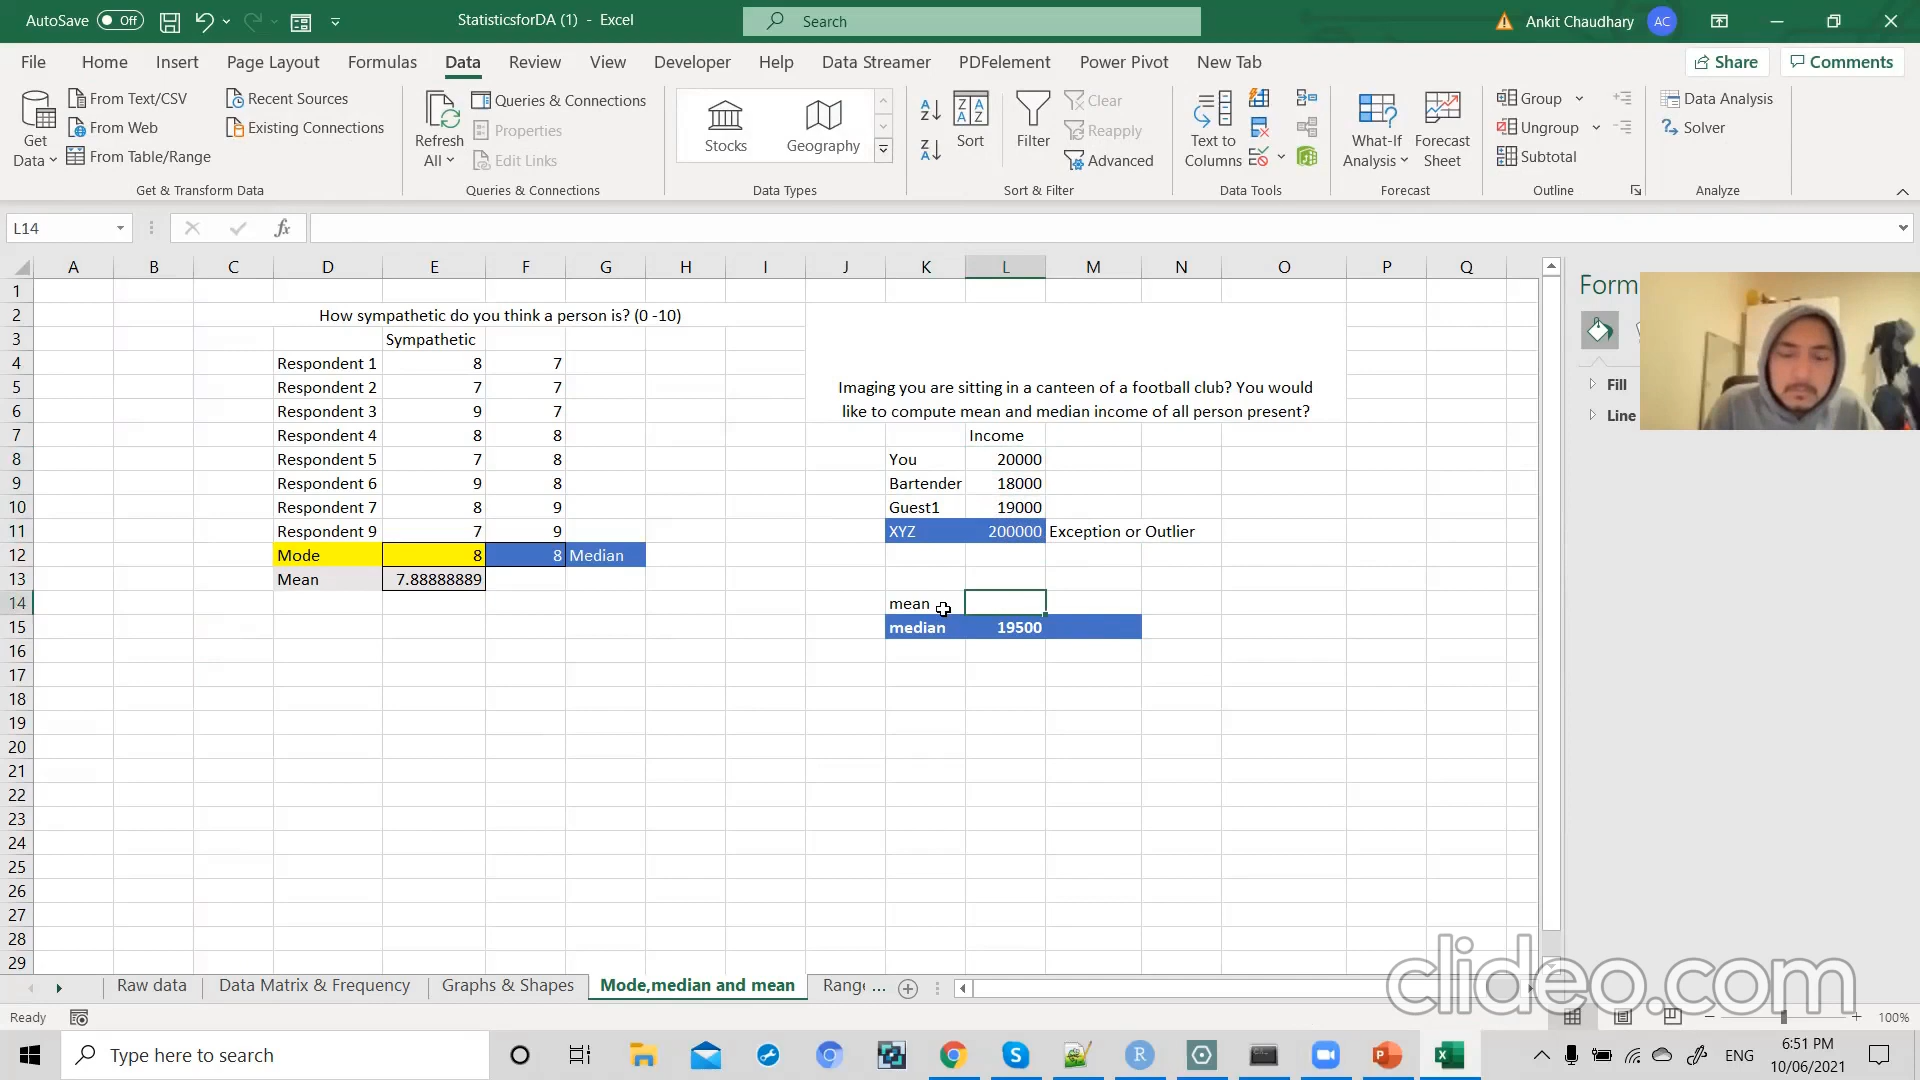 AutoSave Off
StatisticsforDA (1) - Excel
Search
Ankit Chaudhary AC
File Home Insert Page Layout Formulas Data Review View Developer Help Data Streamer PDFelement Power Pivot New Tab Share Comments
Get Data
From Text/CSV
From Web
From Table/Range
Recent Sources
Existing Connections
Get & Transform Data
Refresh All
Queries & Connections
Properties
Edit Links
Queries & Connections
Stocks Geography
Data Types
Sort
Filter
Clear
Reapply
Advanced
Sort & Filter
Text to Columns
Data Tools
What-If Analysis
Forecast Sheet
Forecast
Group
Ungroup
Subtotal
Outline
Data Analysis
Solver
Analyze
L14 fx
A B C D E F G H I J K L M N O P Q
1
2 How sympathetic do you think a person is? (0 -10)
3 Sympathetic
4 Respondent 1 8 7
5 Respondent 2 7 7 Imaging you are sitting in a canteen of a football club? You would
6 Respondent 3 9 7 like to compute mean and median income of all person present?
7 Respondent 4 8 8 Income
8 Respondent 5 7 8 You 20000
9 Respondent 6 9 8 Bartender 18000
10 Respondent 7 8 9 Guest1 19000
11 Respondent 9 7 9 XYZ 200000 Exception or Outlier
12 Mode 8 8 Median
13 Mean 7.88888889
14 mean
15 median 19500
16
17
18
19
20
21
22
23
24
25
26
27
28
29
Form
Fill
Line
Raw data Data Matrix & Frequency Graphs & Shapes Mode,median and mean Range ...
clideo.com
Ready
100%
Type here to search
ENG
6:51 PM
10/06/2021